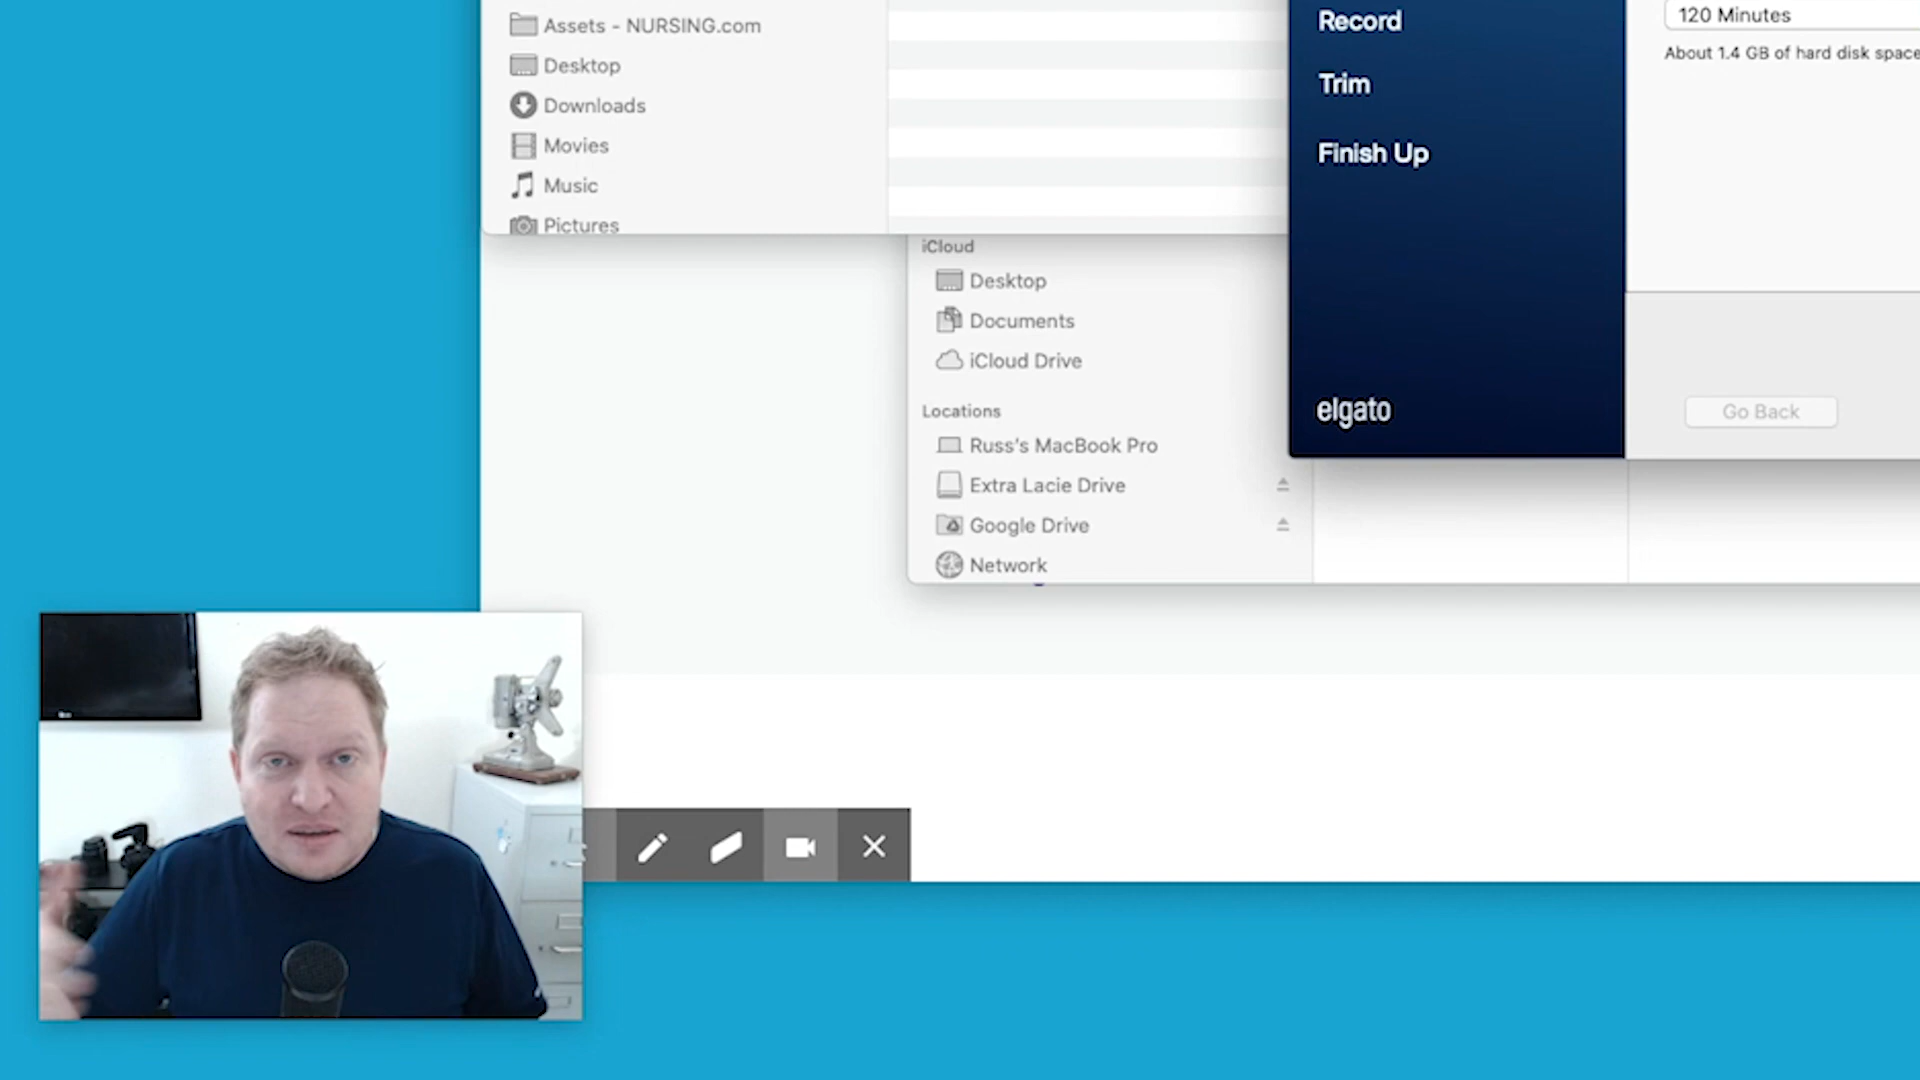 Assets - NURSING.com
Desktop
Downloads
Movies
Music
Pictures
iCloud
Desktop
Documents
iCloud Drive
Locations
Russ's MacBook Pro
Extra Lacie Drive
Google Drive
Network
Record
Trim
Finish Up
elgato
120 Minutes
About 1.4 GB of hard disk space
Go Back